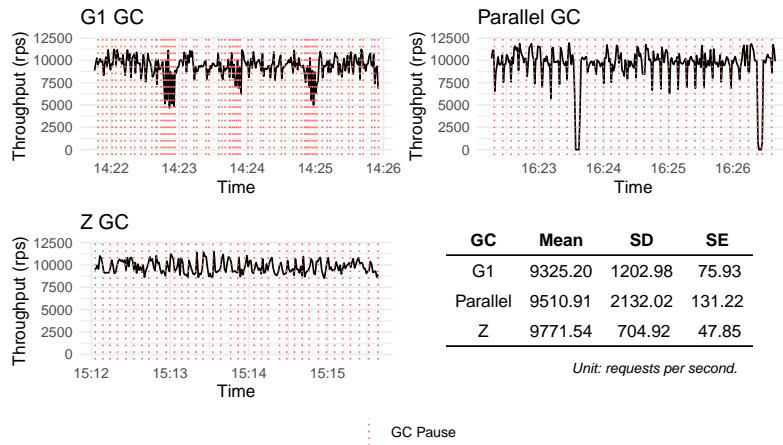 G1 GC
Throughput (rps)
12500
10000
7500
5000
2500
0
14:22 14:23 14:24 14:25 14:26
Time
Parallel GC
Throughput (rps)
12500
10000
7500
5000
2500
0
16:23 16:24 16:25 16:26
Time
Z GC
Throughput (rps)
12500
10000
7500
5000
2500
0
15:12 15:13 15:14 15:15
Time
GC Mean SD SE
G1 9325.20 1202.98 75.93
Parallel 9510.91 2132.02 131.22
Z 9771.54 704.92 47.85
Unit: requests per second.
GC Pause